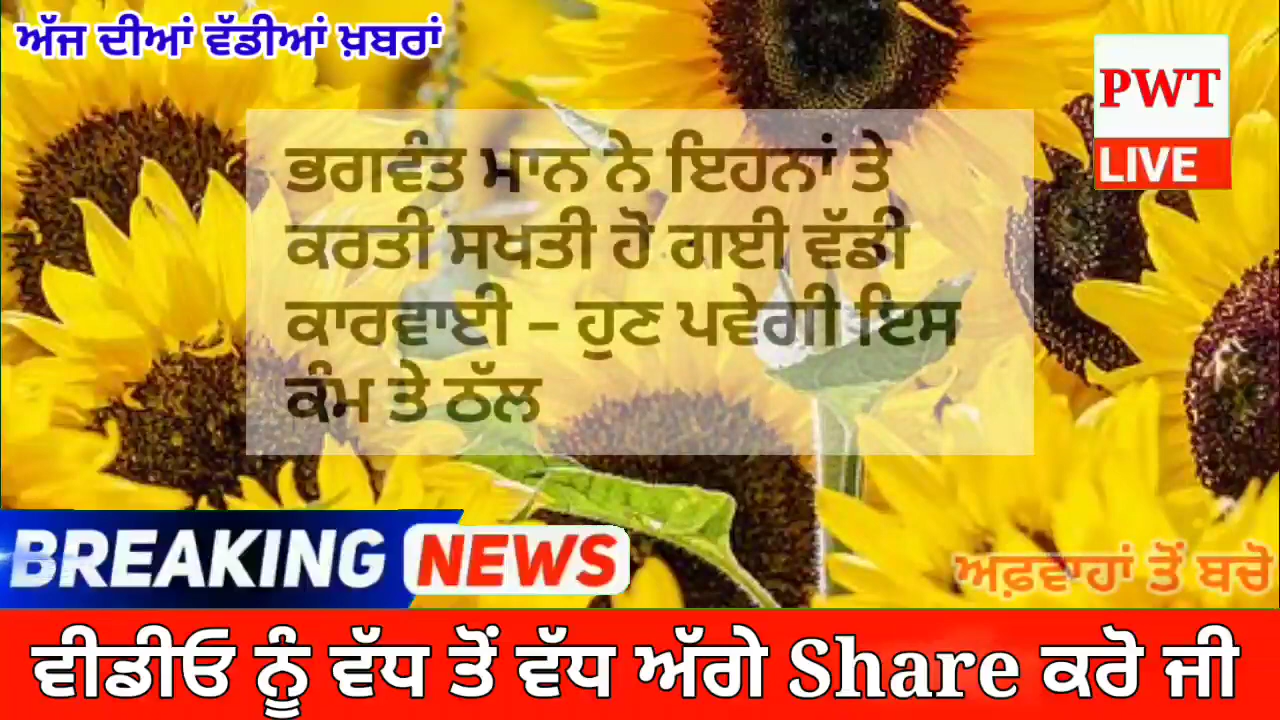 ਅੱਜ ਦੀਆਂ ਵੱਡੀਆਂ ਖ਼ਬਰਾਂ
PWT
LIVE
ਭਗਵੰਤ ਮਾਨ ਨੇ ਇਹਨਾਂ ਤੇ
ਕਰਤੀ ਸਖਤੀ ਹੋ ਗਈ ਵੱਡੀ
ਕਾਰਵਾਈ – ਹੁਣ ਪਵੇਗੀ ਇਸ
ਕੰਮ ਤੇ ਠੱਲ
BREAKING NEWS
ਅਫ਼ਵਾਹਾਂ ਤੋਂ ਬਚੋ
ਵੀਡੀਓ ਨੂੰ ਵੱਧ ਤੋਂ ਵੱਧ ਅੱਗੇ Share ਕਰੋ ਜੀ